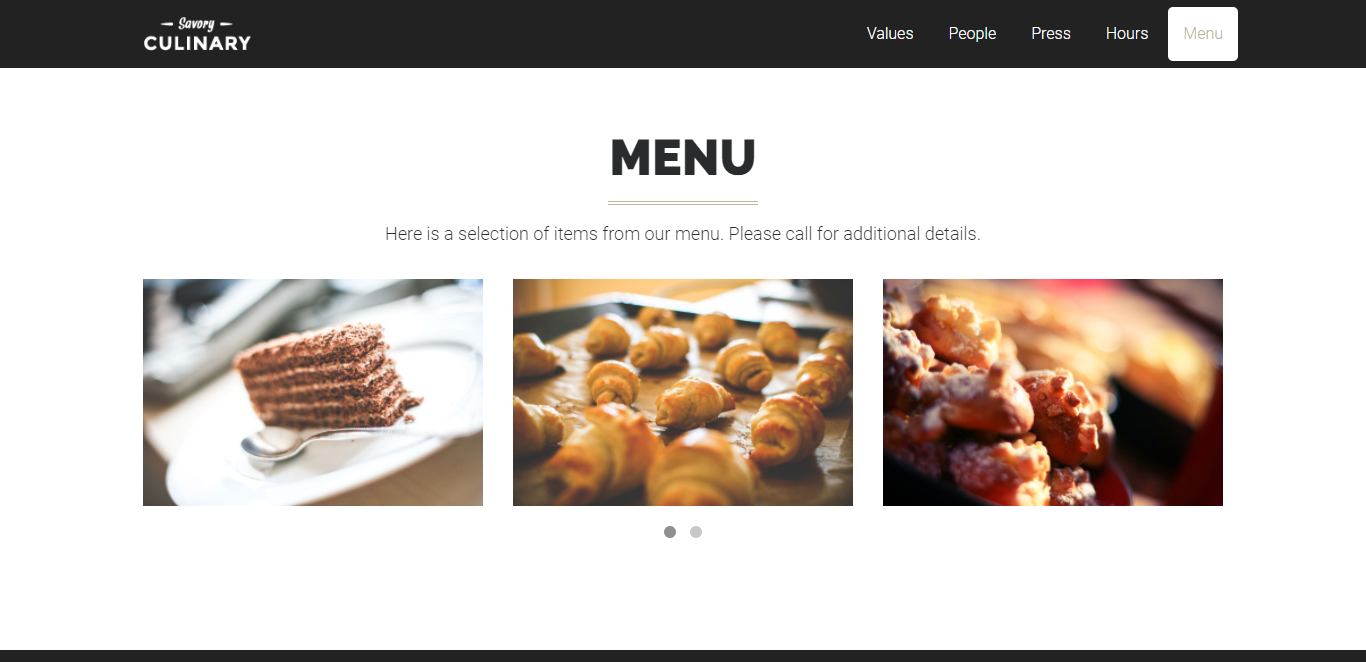 Savory
CULINARY
Values People Press Hours Menu
MENU
Here is a selection of items from our menu. Please call for additional details.